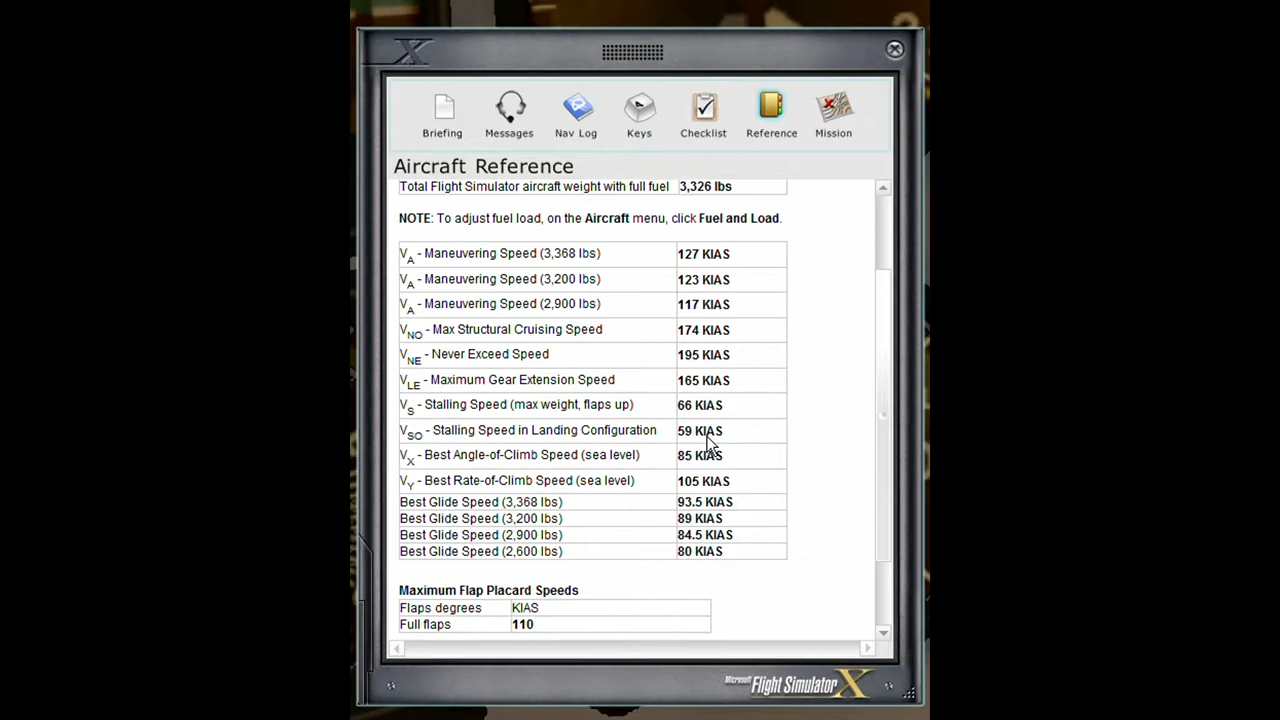 X
Briefing Messages Nav Log Keys Checklist Reference Mission
Aircraft Reference
Total Flight Simulator aircraft weight with full fuel 3,326 lbs
NOTE: To adjust fuel load, on the Aircraft menu, click Fuel and Load.
VA - Maneuvering Speed (3,368 lbs) 127 KIAS
VA - Maneuvering Speed (3,200 lbs) 123 KIAS
VA - Maneuvering Speed (2,900 lbs) 117 KIAS
VNO - Max Structural Cruising Speed 174 KIAS
VNE - Never Exceed Speed 195 KIAS
VLE - Maximum Gear Extension Speed 165 KIAS
VS - Stalling Speed (max weight, flaps up) 66 KIAS
VSO - Stalling Speed in Landing Configuration 59 KIAS
VX - Best Angle-of-Climb Speed (sea level) 85 KIAS
VY - Best Rate-of-Climb Speed (sea level) 105 KIAS
Best Glide Speed (3,368 lbs) 93.5 KIAS
Best Glide Speed (3,200 lbs) 89 KIAS
Best Glide Speed (2,900 lbs) 84.5 KIAS
Best Glide Speed (2,600 lbs) 80 KIAS
Maximum Flap Placard Speeds
Flaps degrees KIAS
Full flaps 110
Microsoft Flight Simulator X